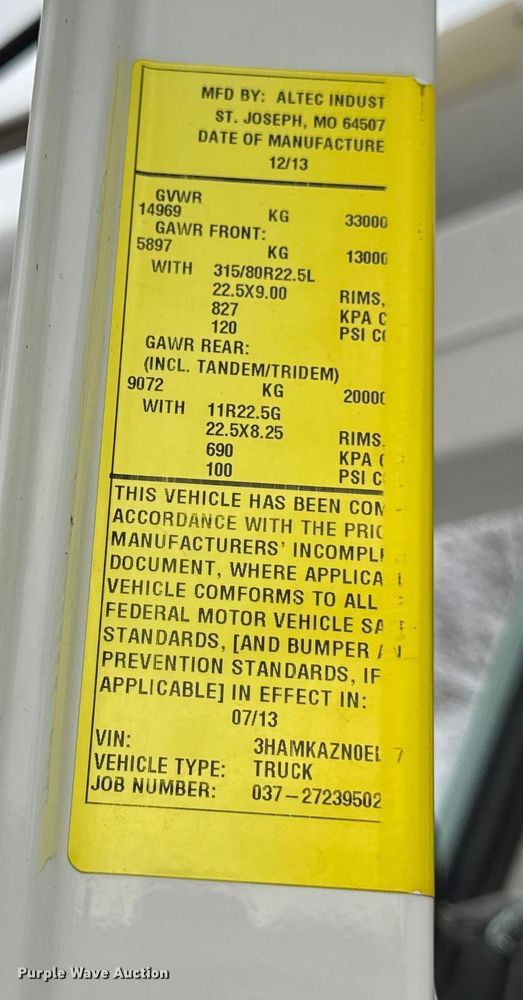 MFD BY: ALTEC INDUST
ST. JOSEPH, MO 64507
DATE OF MANUFACTURE
12/13
GVWR
14969 KG 33000
GAWR FRONT:
5897 KG 13000
WITH 315/80R22.5L
22.5X9.00 RIMS,
827 KPA C
120 PSI C
GAWR REAR:
(INCL. TANDEM/TRIDEM)
9072 KG 20000
WITH 11R22.5G
22.5X8.25 RIMS.
690 KPA
100 PSI C
THIS VEHICLE HAS BEEN CON
ACCORDANCE WITH THE PRIC
MANUFACTURERS' INCOMPL
DOCUMENT, WHERE APPLICA
VEHICLE COMFORMS TO ALL
FEDERAL MOTOR VEHICLE SA
STANDARDS, [AND BUMPER
PREVENTION STANDARDS, IF
APPLICABLE] IN EFFECT IN:
07/13
VIN: 3HAMKAZN0EL 7
VEHICLE TYPE: TRUCK
JOB NUMBER: 037-27239502
Purple Wave Auction